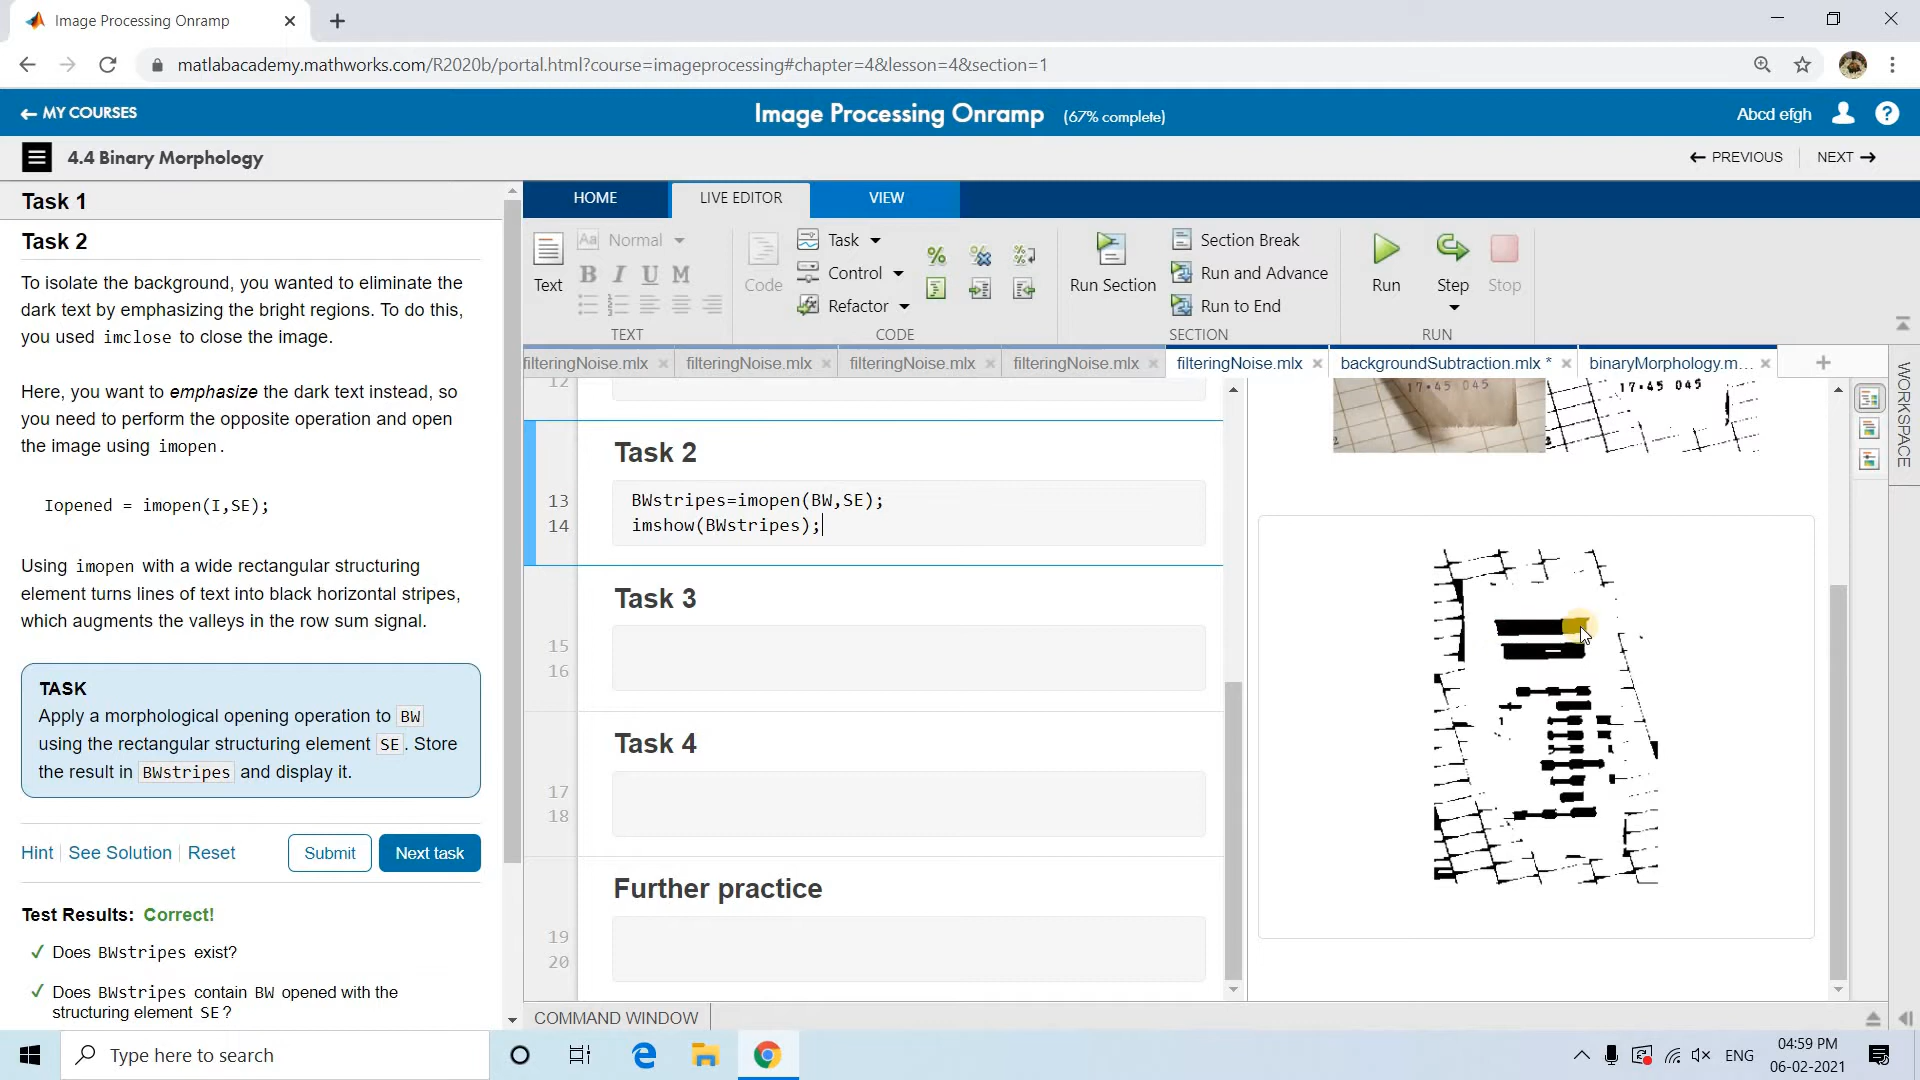 Image Processing Onramp
matlabacademy.mathworks.com/R2020b/portal.html?course=imageprocessing#chapter=4&lesson=4&section=1
MY COURSES
Image Processing Onramp (67% complete)
Abcd efgh
4.4 Binary Morphology
PREVIOUS
NEXT
Task 1
Task 2
To isolate the background, you wanted to eliminate the
dark text by emphasizing the bright regions. To do this,
you used imclose to close the image.
Here, you want to emphasize the dark text instead, so
you need to perform the opposite operation and open
the image using imopen.
Iopened = imopen(I,SE);
Using imopen with a wide rectangular structuring
element turns lines of text into black horizontal stripes,
which augments the valleys in the row sum signal.
TASK
Apply a morphological opening operation to BW
using the rectangular structuring element SE. Store
the result in BWstripes and display it.
Hint See Solution Reset Submit Next task
Test Results: Correct!
✓ Does BWstripes exist?
✓ Does BWstripes contain BW opened with the
structuring element SE?
HOME LIVE EDITOR VIEW
Text
Aa Normal
B I U M
TEXT
Code
Task
Control
Refactor
CODE
Run Section
Section Break
Run and Advance
Run to End
SECTION
Run
Step
Stop
RUN
filteringNoise.mlx filteringNoise.mlx filteringNoise.mlx filteringNoise.mlx filteringNoise.mlx backgroundSubtraction.mlx * binaryMorphology.m...
12
Task 2
13 BWstripes=imopen(BW,SE);
14 imshow(BWstripes);
Task 3
15
16
Task 4
17
18
Further practice
19
20
17·45 045
17·45 045
WORKSPACE
COMMAND WINDOW
Type here to search
ENG
04:59 PM
06-02-2021